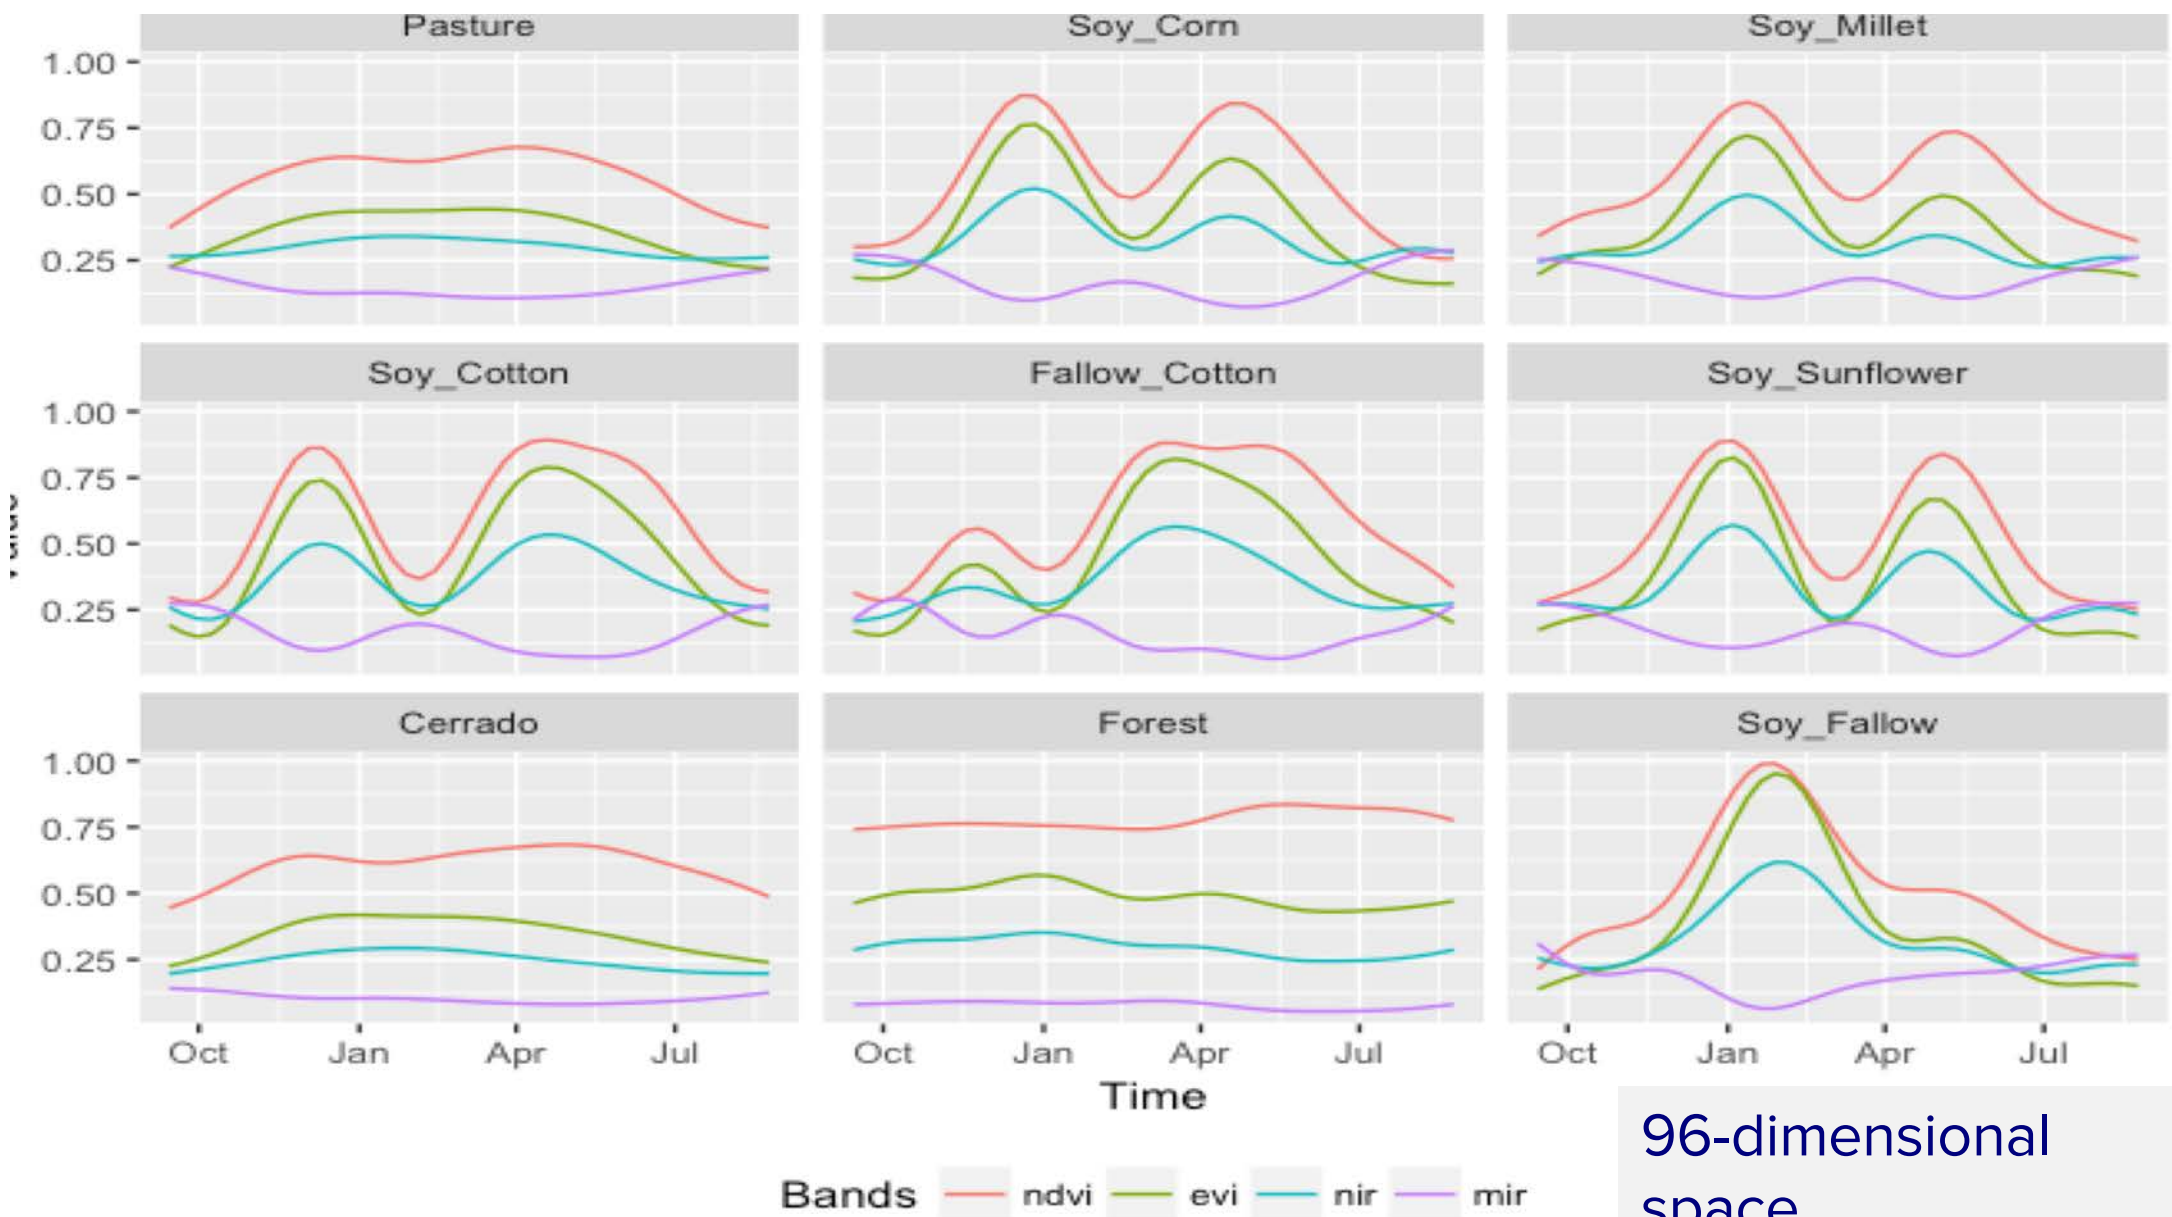 Pasture Soy_Corn Soy_Millet
1.00
0.75
0.50
0.25
Soy_Cotton Fallow_Cotton Soy_Sunflower
1.00
0.75
0.50
0.25
Cerrado Forest Soy_Fallow
1.00
0.75
0.50
0.25
Oct Jan Apr Jul Oct Jan Apr Jul Oct Jan Apr Jul
Time
Bands ndvi evi nir mir
96-dimensional
space